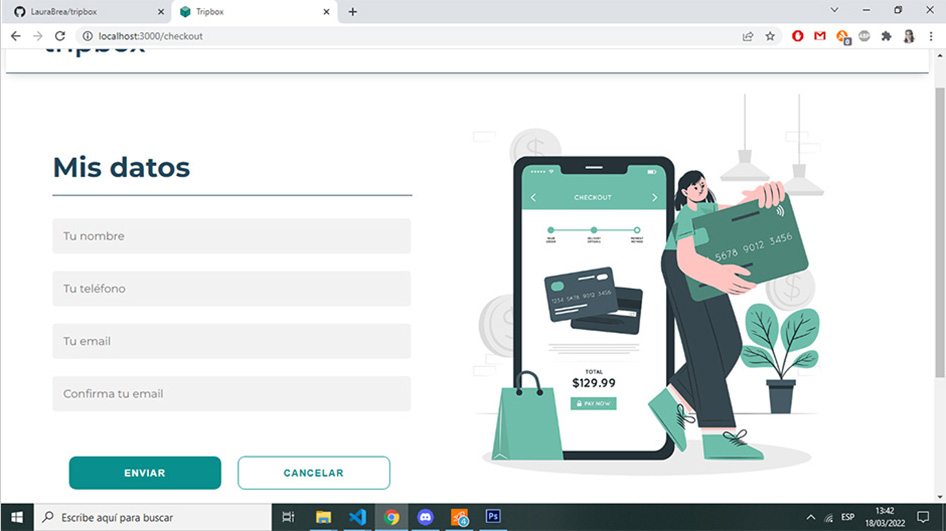 LauraBrea/tripbox
Tripbox
localhost:3000/checkout
tripbox
Mis datos
Tu nombre
Tu teléfono
Tu email
Confirma tu email
ENVIAR
CANCELAR
CHECKOUT
5678 9012 3456
1234 5678 9012 3456
TOTAL
$129.99
PAY NOW
Escribe aquí para buscar
ESP
13:42
18/03/2022